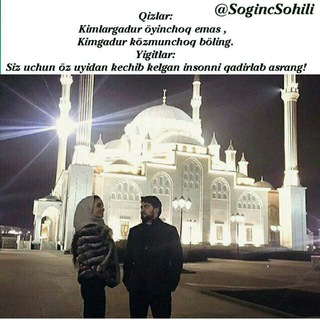 @SogincSohili
Qizlar:
Kimlargadur öyinchoq emas ,
Kimgadur közmunchoq böling.
Yigitlar:
Siz uchun öz uyidan kechib kelgan insonni qadirlab asrang!